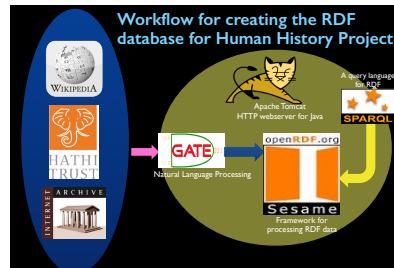 Workflow for creating the RDF
database for Human History Project
WIKIPEDIA
HATHI
TRUST
INTERNET
ARCHIVE
Apache Tomcat
HTTP webserver for Java
A query language
for RDF
SPARQL
GATE
Natural Language Processing
openRDF.org
Sesame
Framework for
processing RDF data